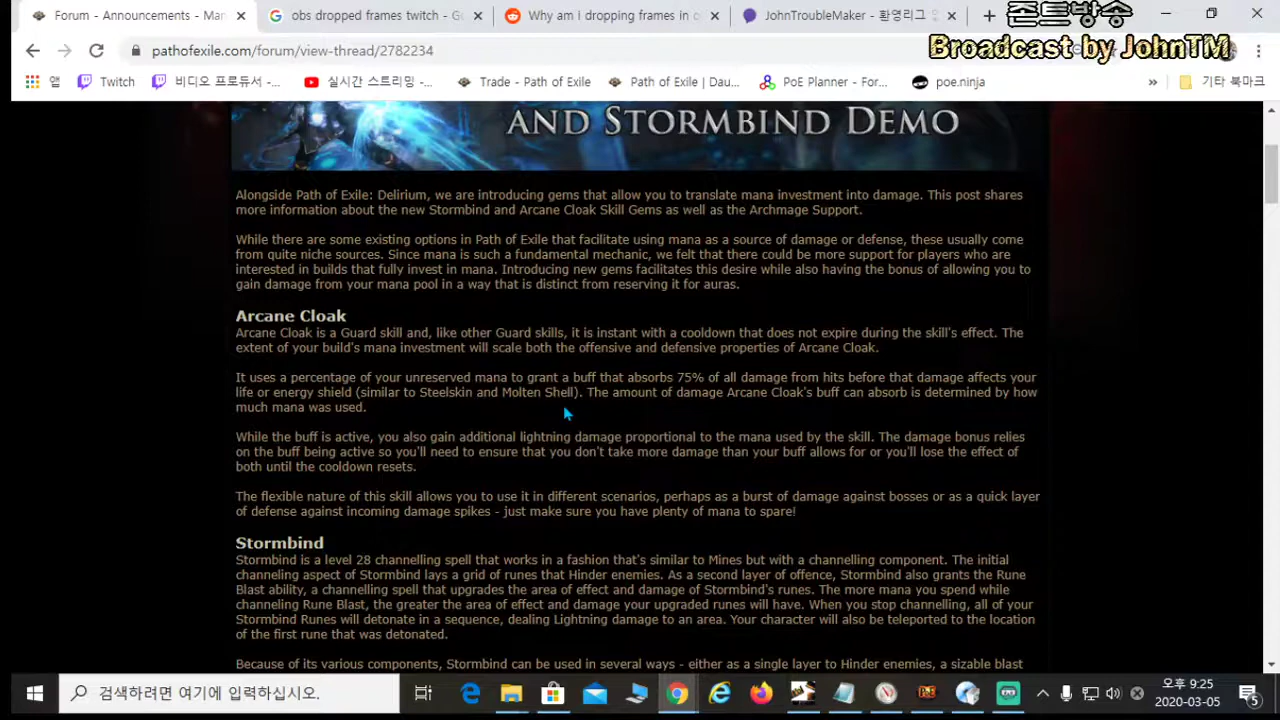 Forum - Announcements - Man
obs dropped frames twitch - Go
Why am i dropping frames in o
JohnTroubleMaker - 환영리그
존트방송
Broadcast by JohnTM
pathofexile.com/forum/view-thread/2782234
앱
Twitch
비디오 프로듀서 -...
실시간 스트리밍 -...
Trade - Path of Exile
Path of Exile | Dau...
PoE Planner - For...
poe.ninja
»
기타 북마크
AND STORMBIND DEMO
Alongside Path of Exile: Delirium, we are introducing gems that allow you to translate mana investment into damage. This post shares
more information about the new Stormbind and Arcane Cloak Skill Gems as well as the Archmage Support.
While there are some existing options in Path of Exile that facilitate using mana as a source of damage or defense, these usually come
from quite niche sources. Since mana is such a fundamental mechanic, we felt that there could be more support for players who are
interested in builds that fully invest in mana. Introducing new gems facilitates this desire while also having the bonus of allowing you to
gain damage from your mana pool in a way that is distinct from reserving it for auras.
Arcane Cloak
Arcane Cloak is a Guard skill and, like other Guard skills, it is instant with a cooldown that does not expire during the skill's effect. The
extent of your build's mana investment will scale both the offensive and defensive properties of Arcane Cloak.
It uses a percentage of your unreserved mana to grant a buff that absorbs 75% of all damage from hits before that damage affects your
life or energy shield (similar to Steelskin and Molten Shell). The amount of damage Arcane Cloak's buff can absorb is determined by how
much mana was used.
While the buff is active, you also gain additional lightning damage proportional to the mana used by the skill. The damage bonus relies
on the buff being active so you'll need to ensure that you don't take more damage than your buff allows for or you'll lose the effect of
both until the cooldown resets.
The flexible nature of this skill allows you to use it in different scenarios, perhaps as a burst of damage against bosses or as a quick layer
of defense against incoming damage spikes - just make sure you have plenty of mana to spare!
Stormbind
Stormbind is a level 28 channelling spell that works in a fashion that's similar to Mines but with a channelling component. The initial
channeling aspect of Stormbind lays a grid of runes that Hinder enemies. As a second layer of offence, Stormbind also grants the Rune
Blast ability, a channelling spell that upgrades the area of effect and damage of Stormbind's runes. The more mana you spend while
channeling Rune Blast, the greater the area of effect and damage your upgraded runes will have. When you stop channelling, all of your
Stormbind Runes will detonate in a sequence, dealing Lightning damage to an area. Your character will also be teleported to the location
of the first rune that was detonated.
Because of its various components, Stormbind can be used in several ways - either as a single layer to Hinder enemies, a sizable blast
검색하려면 여기에 입력하십시오.
오후 9:25
2020-03-05
5